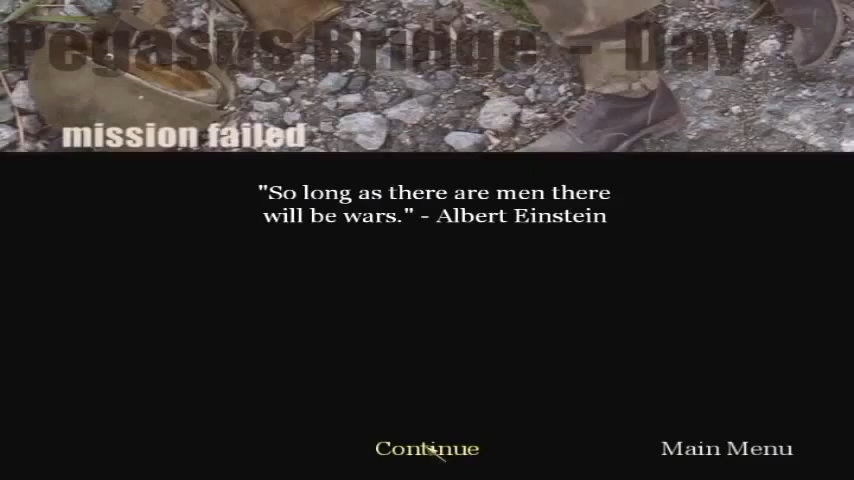 Pegasus Bridge - Day
mission failed
"So long as there are men there
will be wars." - Albert Einstein
Continue
Main Menu